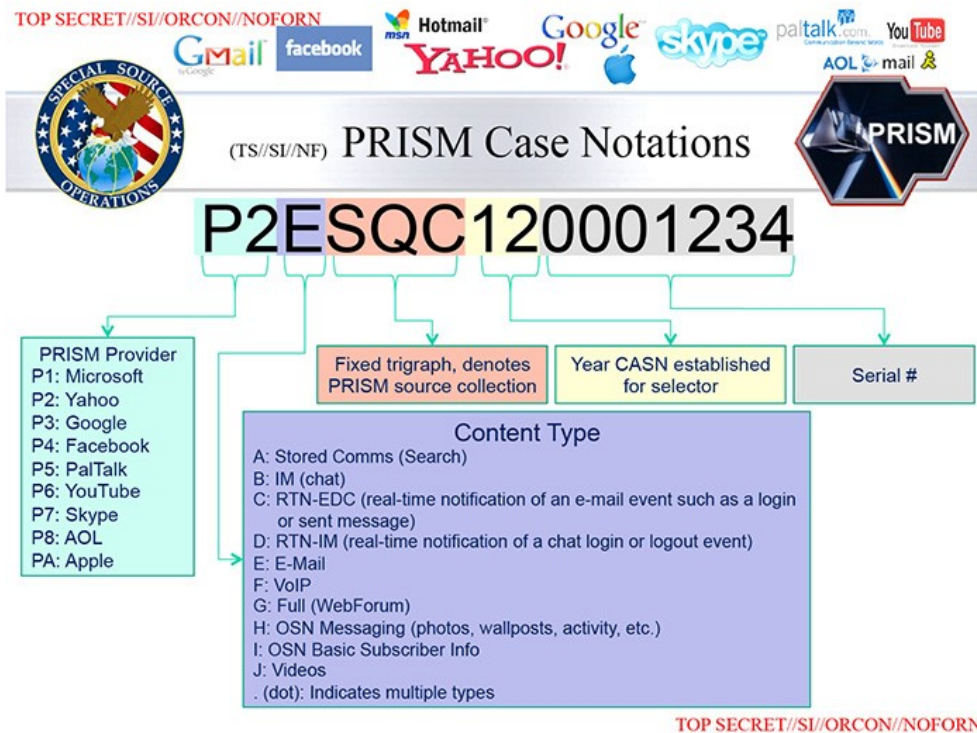 TOP SECRET//SI//ORCON//NOFORN
Gmail
by Google
facebook
msn Hotmail
YAHOO!
Google
skype
paltalk.com
YouTube
AOL mail
SPECIAL SOURCE
OPERATIONS
(TS//SI//NF) PRISM Case Notations
PRISM
P2ESQC120001234
PRISM Provider
P1: Microsoft
P2: Yahoo
P3: Google
P4: Facebook
P5: PalTalk
P6: YouTube
P7: Skype
P8: AOL
PA: Apple
Fixed trigraph, denotes
PRISM source collection
Year CASN established
for selector
Serial #
Content Type
A: Stored Comms (Search)
B: IM (chat)
C: RTN-EDC (real-time notification of an e-mail event such as a login
or sent message)
D: RTN-IM (real-time notification of a chat login or logout event)
E: E-Mail
F: VoIP
G: Full (WebForum)
H: OSN Messaging (photos, wallposts, activity, etc.)
I: OSN Basic Subscriber Info
J: Videos
. (dot): Indicates multiple types
TOP SECRET//SI//ORCON//NOFORN